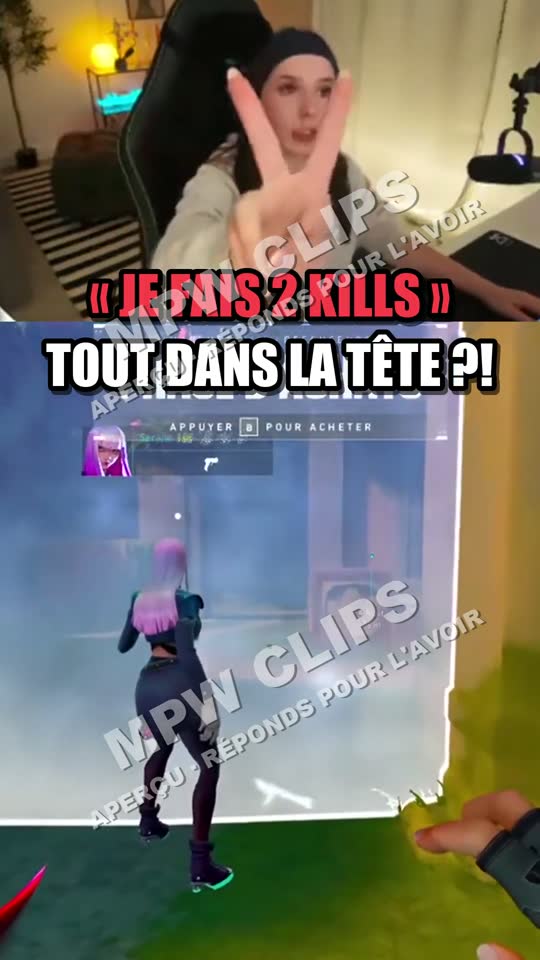 « JE FAIS 2 KILLS »
TOUT DANS LA TÊTE ?!
APPUYER B POUR ACHETER
MPW CLIPS
APERÇU · RÉPONDS POUR L'AVOIR
MPW CLIPS
APERÇU · RÉPONDS POUR L'AVOIR